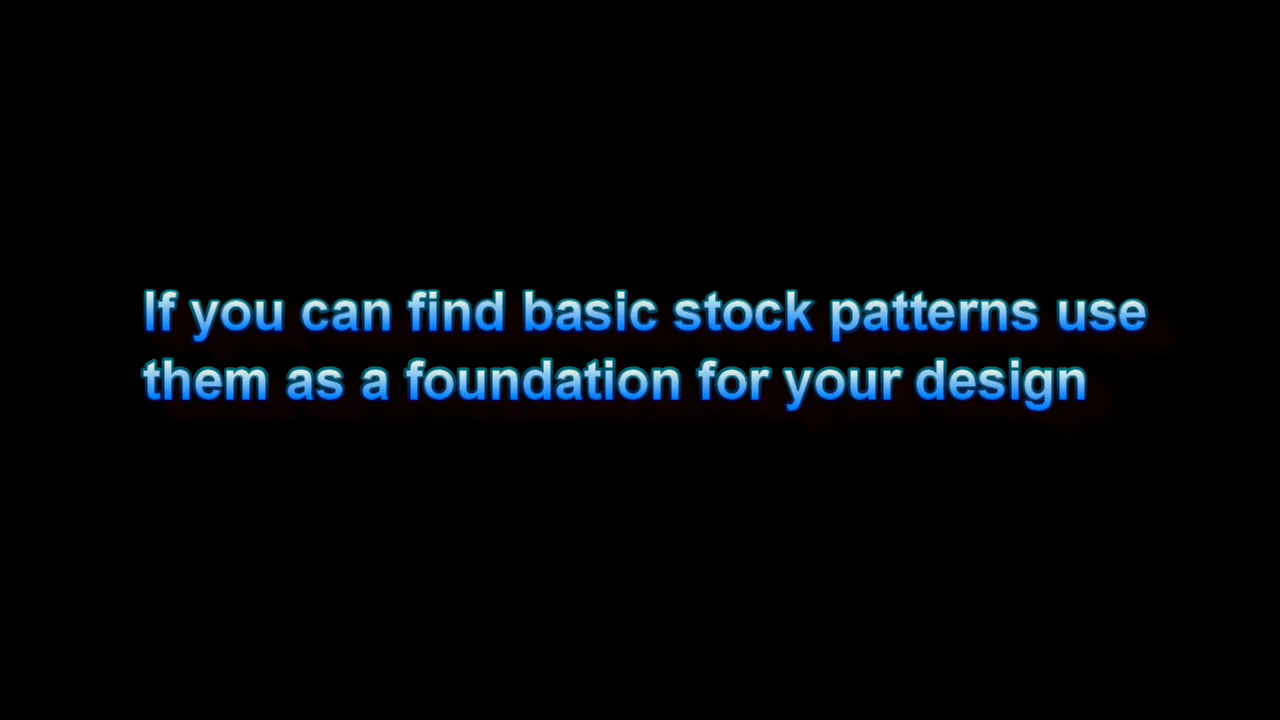 If you can find basic stock patterns use
them as a foundation for your design